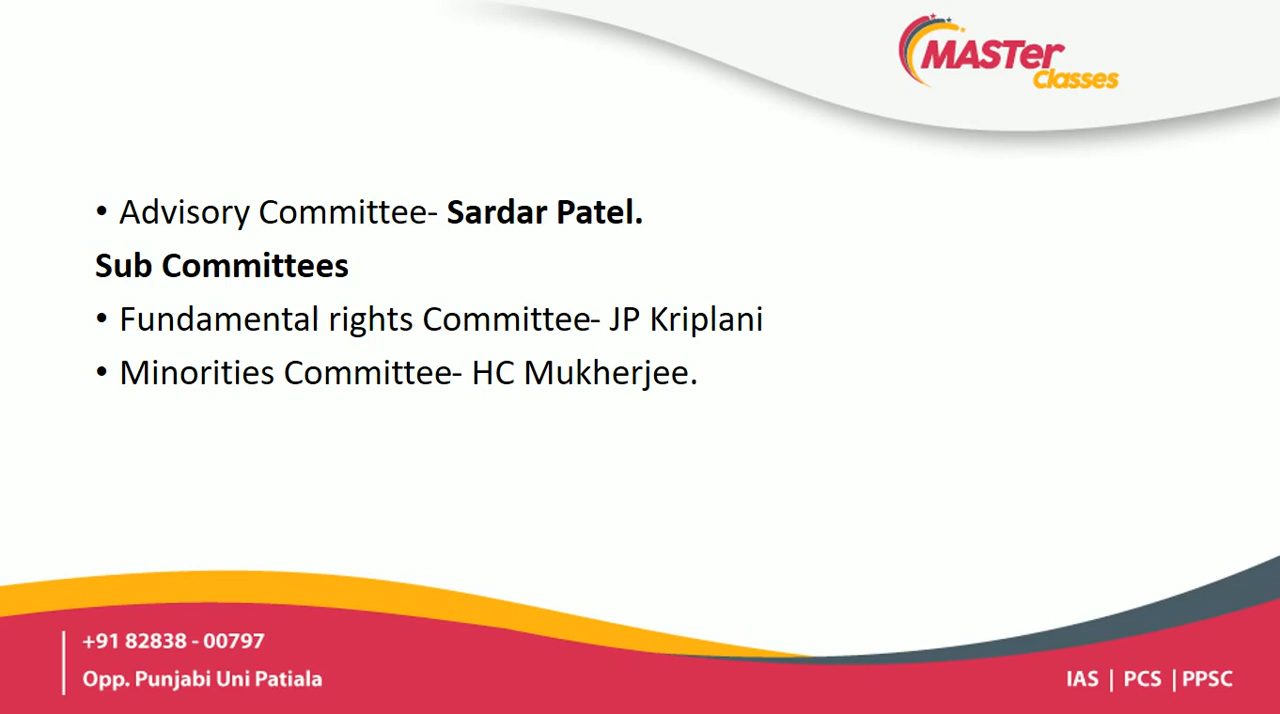 MASTer
Classes
• Advisory Committee- Sardar Patel.
Sub Committees
• Fundamental rights Committee- JP Kriplani
• Minorities Committee- HC Mukherjee.
+91 82838 - 00797
Opp. Punjabi Uni Patiala
IAS | PCS | PPSC